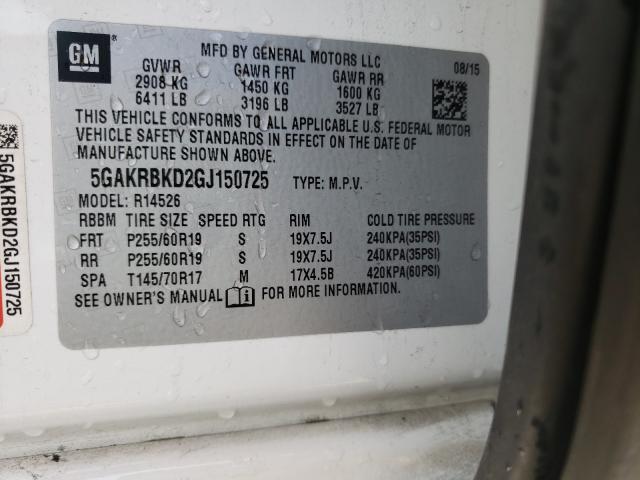 GM ®
MFD BY GENERAL MOTORS LLC
08/15
GVWR GAWR FRT GAWR RR
2908 KG 1450 KG 1600 KG
6411 LB 3196 LB 3527 LB
THIS VEHICLE CONFORMS TO ALL APPLICABLE U.S. FEDERAL MOTOR
VEHICLE SAFETY STANDARDS IN EFFECT ON THE DATE OF
MANUFACTURE SHOWN ABOVE.
5GAKRBKD2GJ150725 TYPE: M.P.V.
MODEL: R14526
RBBM TIRE SIZE SPEED RTG RIM COLD TIRE PRESSURE
FRT P255/60R19 S 19X7.5J 240KPA(35PSI)
RR P255/60R19 S 19X7.5J 240KPA(35PSI)
SPA T145/70R17 M 17X4.5B 420KPA(60PSI)
SEE OWNER'S MANUAL FOR MORE INFORMATION.
5GAKRBKD2GJ150725